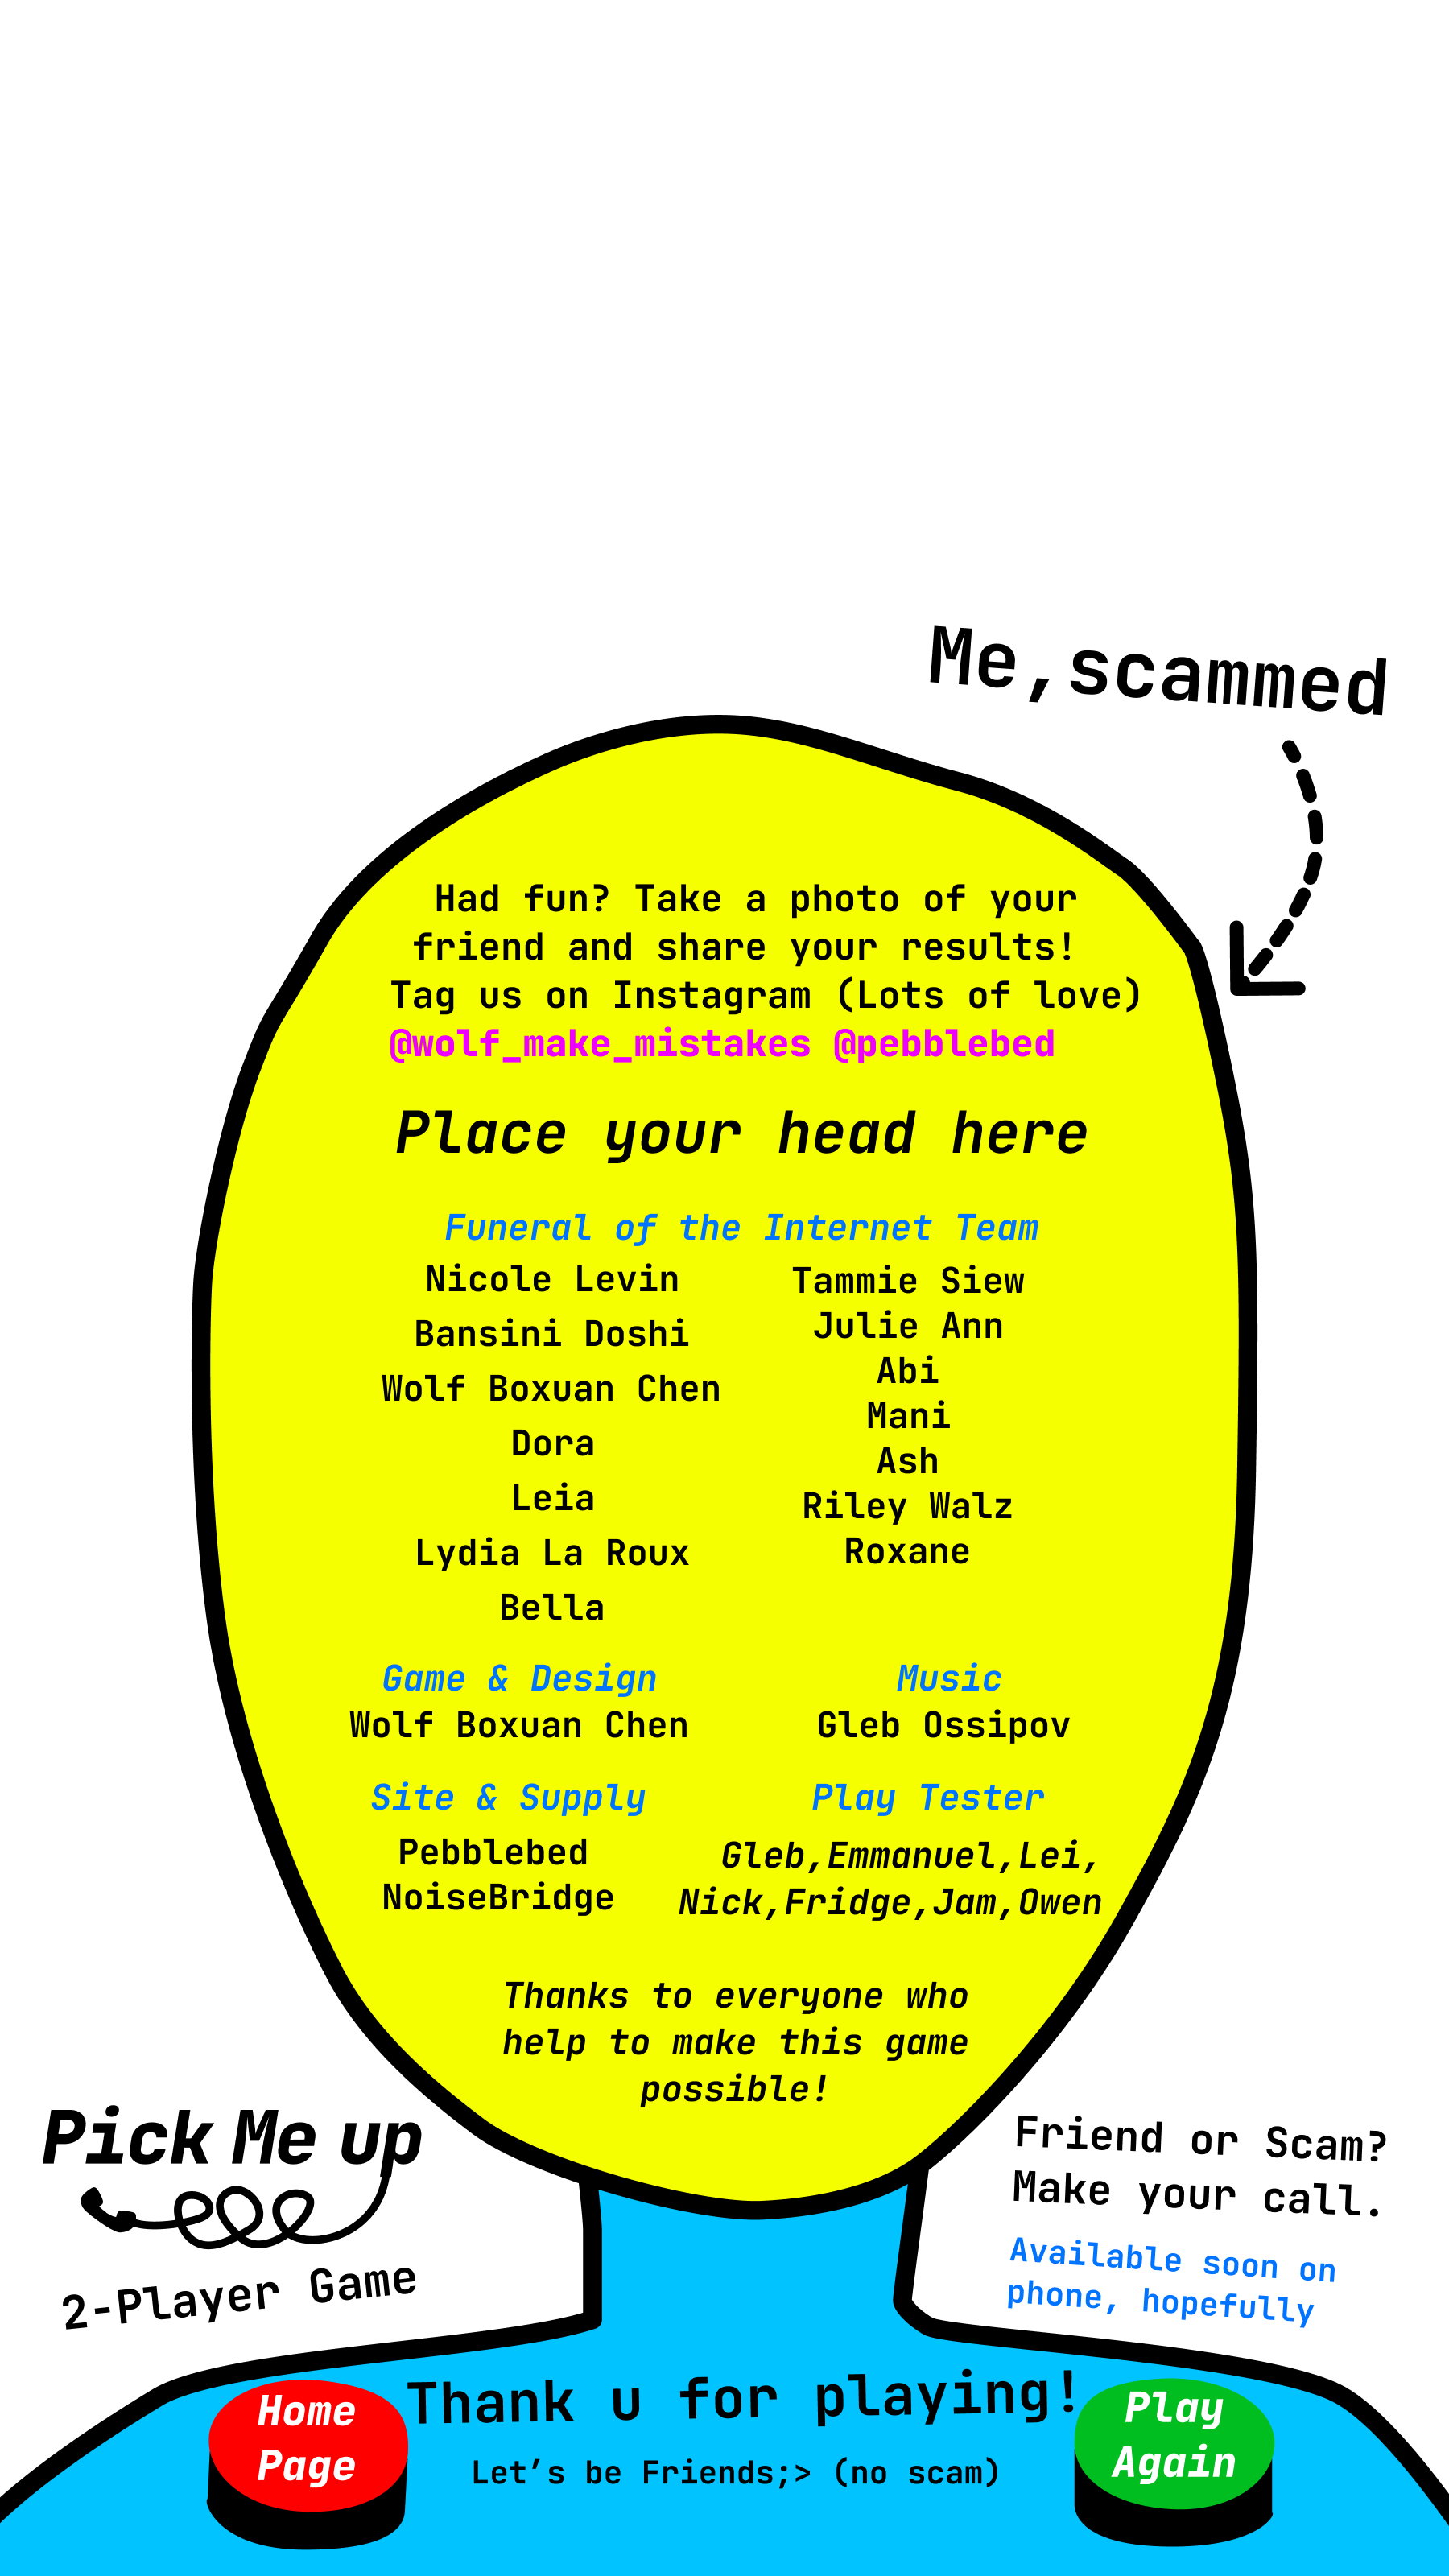 Me,scammed
Had fun? Take a photo of your
friend and share your results!
Tag us on Instagram (Lots of love)
@wolf_make_mistakes @pebblebed
Place your head here
Funeral of the Internet Team
Nicole Levin
Bansini Doshi
Wolf Boxuan Chen
Dora
Leia
Lydia La Roux
Bella
Tammie Siew
Julie Ann
Abi
Mani
Ash
Riley Walz
Roxane
Game & Design
Wolf Boxuan Chen
Music
Gleb Ossipov
Site & Supply
Pebblebed
NoiseBridge
Play Tester
Gleb,Emmanuel,Lei,
Nick,Fridge,Jam,Owen
Thanks to everyone who
help to make this game
possible!
Pick Me up
2-Player Game
Friend or Scam?
Make your call.
Available soon on
phone, hopefully
Thank u for playing!
Let’s be Friends;> (no scam)
Home
Page
Play
Again